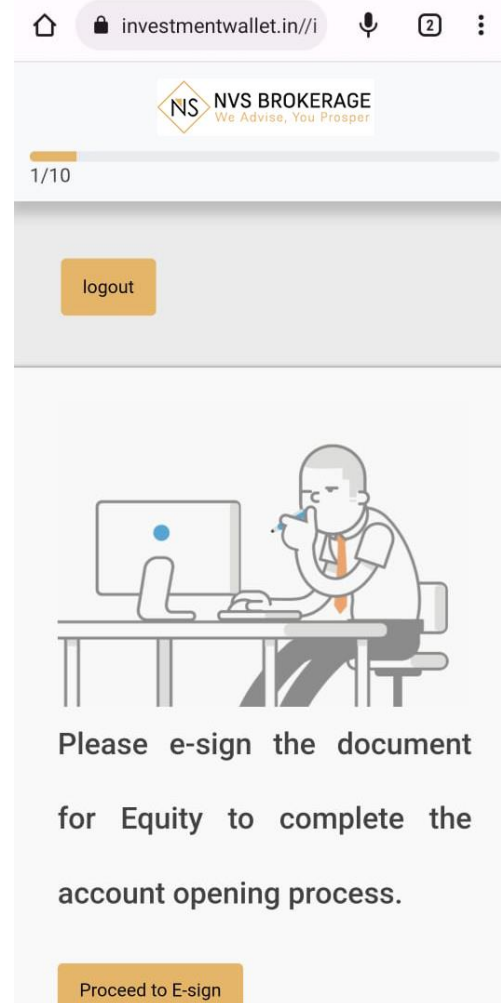 investmentwallet.in//i
2
NS NVS BROKERAGE
We Advise, You Prosper
1/10
logout
Please e-sign the document
for Equity to complete the
account opening process.
Proceed to E-sign